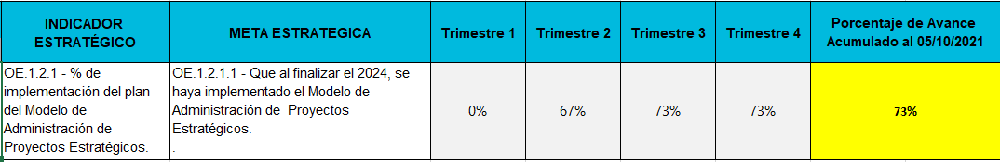 INDICADOR
ESTRATÉGICO
META ESTRATEGICA
Trimestre 1
Trimestre 2
Trimestre 3
Trimestre 4
Porcentaje de Avance
Acumulado al 05/10/2021
OE.1.2.1 - % de
implementación del plan
del Modelo de
Administración de
Proyectos Estratégicos.
OE.1.2.1.1 - Que al finalizar el 2024, se
haya implementado el Modelo de
Administración de Proyectos
Estratégicos.
.
0%
67%
73%
73%
73%